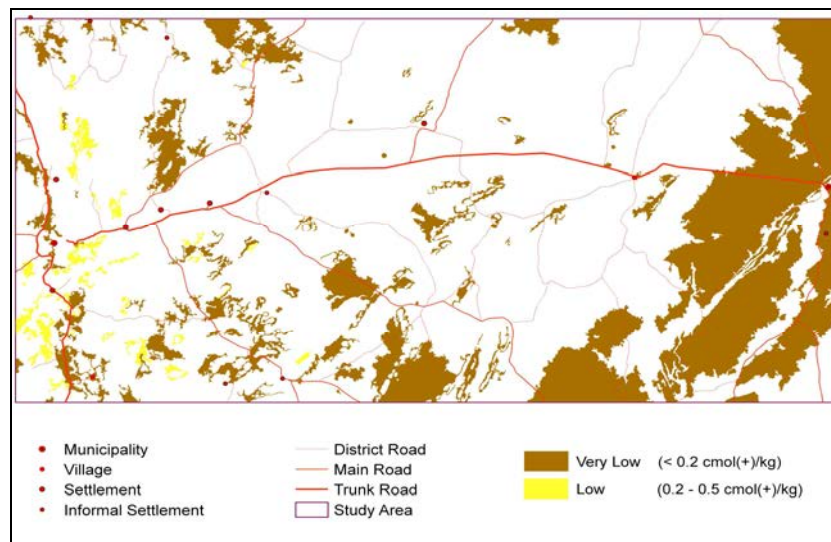 Municipality
Village
Settlement
Informal Settlement
District Road
Main Road
Trunk Road
Study Area
Very Low (< 0.2 cmol(+)/kg)
Low (0.2 - 0.5 cmol(+)/kg)